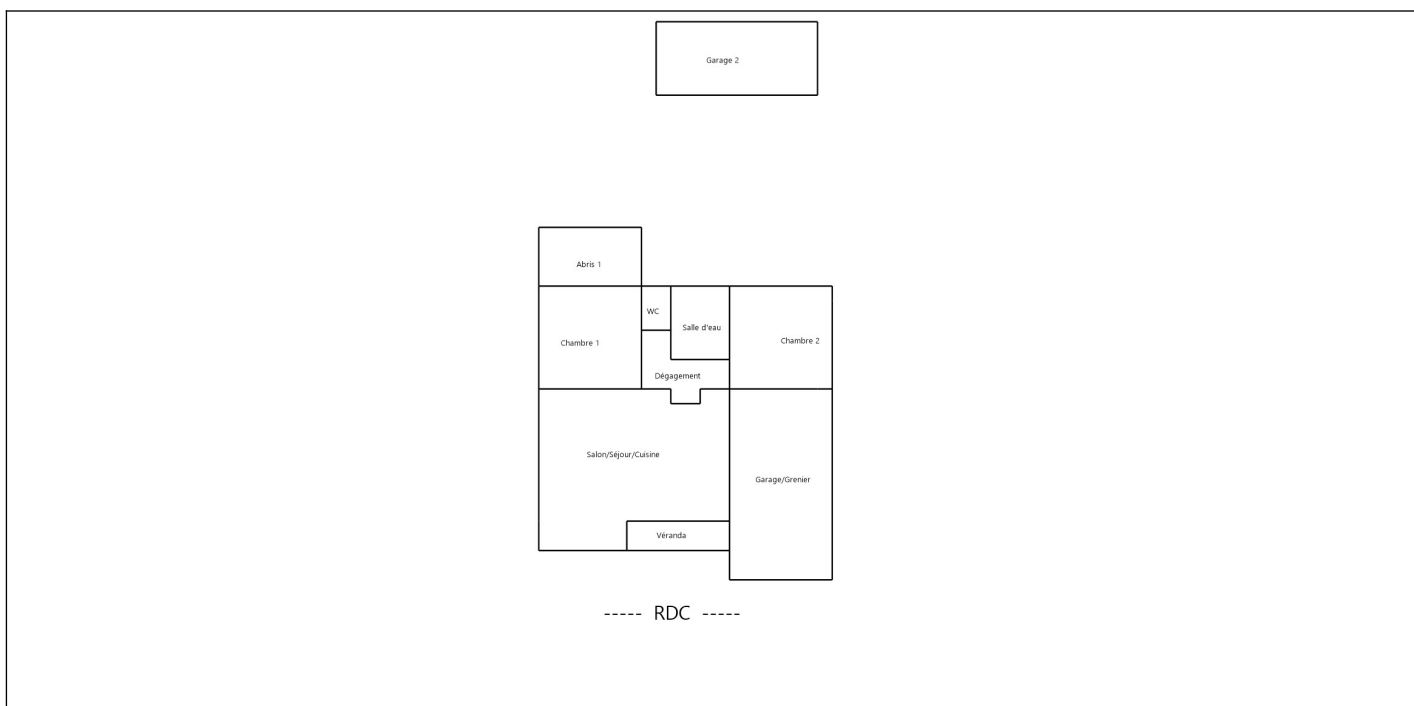 Garage 2
Abris 1
WC
Salle d'eau
Chambre 1
Chambre 2
Dégagement
Salon/Séjour/Cuisine
Garage/Grenier
Véranda
----- RDC -----